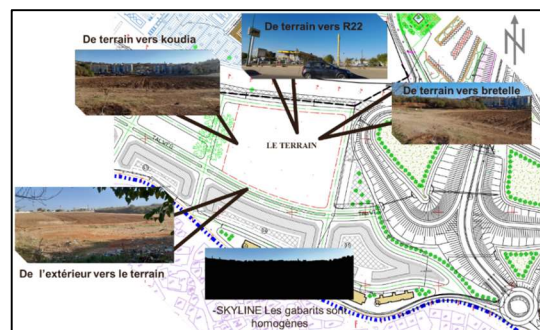 De terrain vers R22
De terrain vers koudia
De terrain vers bretelle
LE TERRAIN
De l'extérieur vers le terrain
-SKYLINE Les gabarits sont
homogènes
N